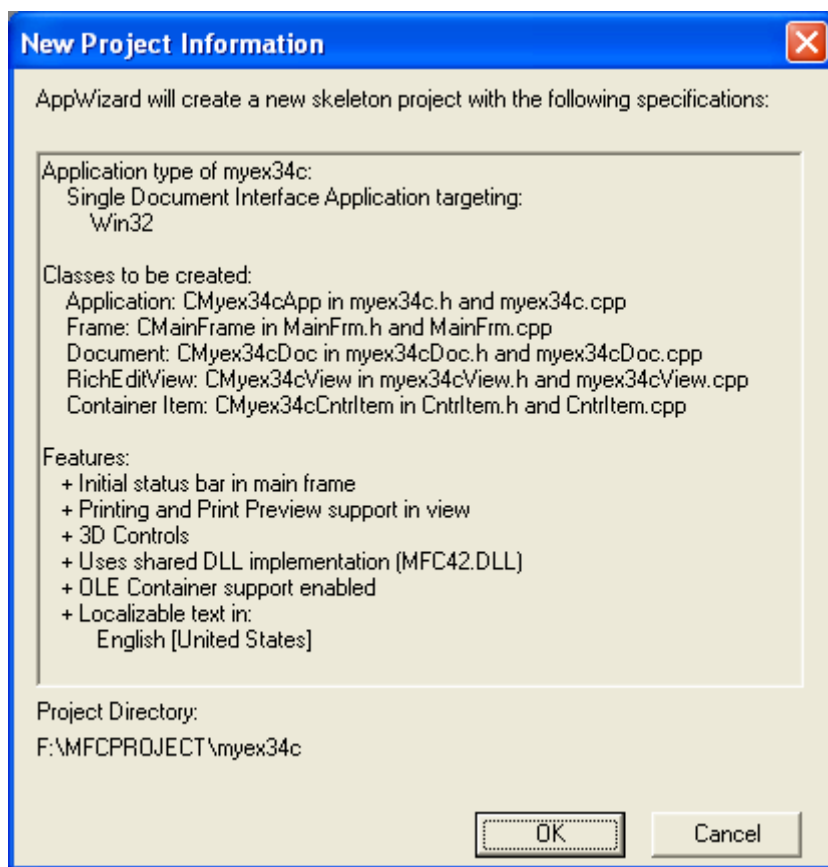 New Project Information
AppWizard will create a new skeleton project with the following specifications:
Application type of myex34c:
Single Document Interface Application targeting:
Win32
Classes to be created:
Application: CMyex34cApp in myex34c.h and myex34c.cpp
Frame: CMainFrame in MainFrm.h and MainFrm.cpp
Document: CMyex34cDoc in myex34cDoc.h and myex34cDoc.cpp
RichEditView: CMyex34cView in myex34cView.h and myex34cView.cpp
Container Item: CMyex34cCntrItem in CntrItem.h and CntrItem.cpp
Features:
+ Initial status bar in main frame
+ Printing and Print Preview support in view
+ 3D Controls
+ Uses shared DLL implementation (MFC42.DLL)
+ OLE Container support enabled
+ Localizable text in:
English [United States]
Project Directory:
F:\MFCPROJECT\myex34c
OK Cancel